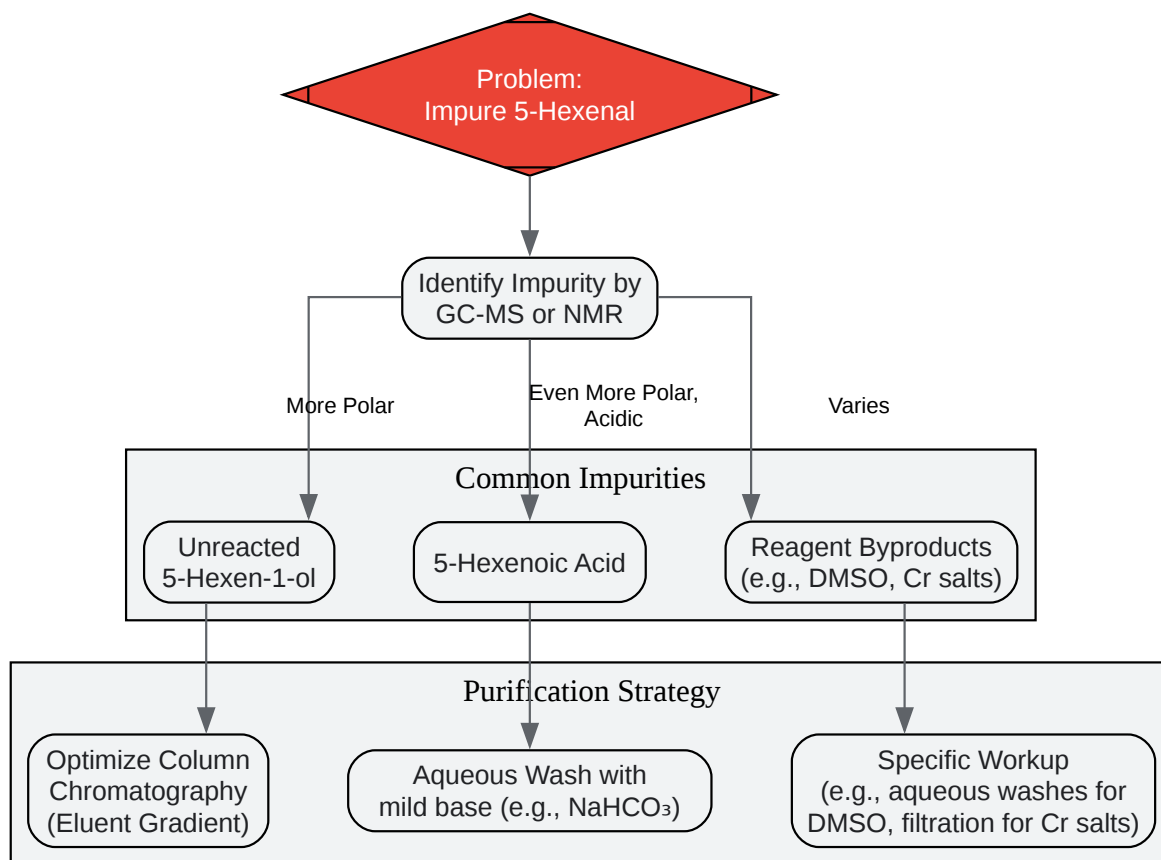 Problem:
Impure 5-Hexenal
Identify Impurity by
GC-MS or NMR
More Polar
Even More Polar,
Acidic
Varies
Common Impurities
Unreacted
5-Hexen-1-ol
5-Hexenoic Acid
Reagent Byproducts
(e.g., DMSO, Cr salts)
Purification Strategy
Optimize Column
Chromatography
(Eluent Gradient)
Aqueous Wash with
mild base (e.g., NaHCO₃)
Specific Workup
(e.g., aqueous washes for
DMSO, filtration for Cr salts)